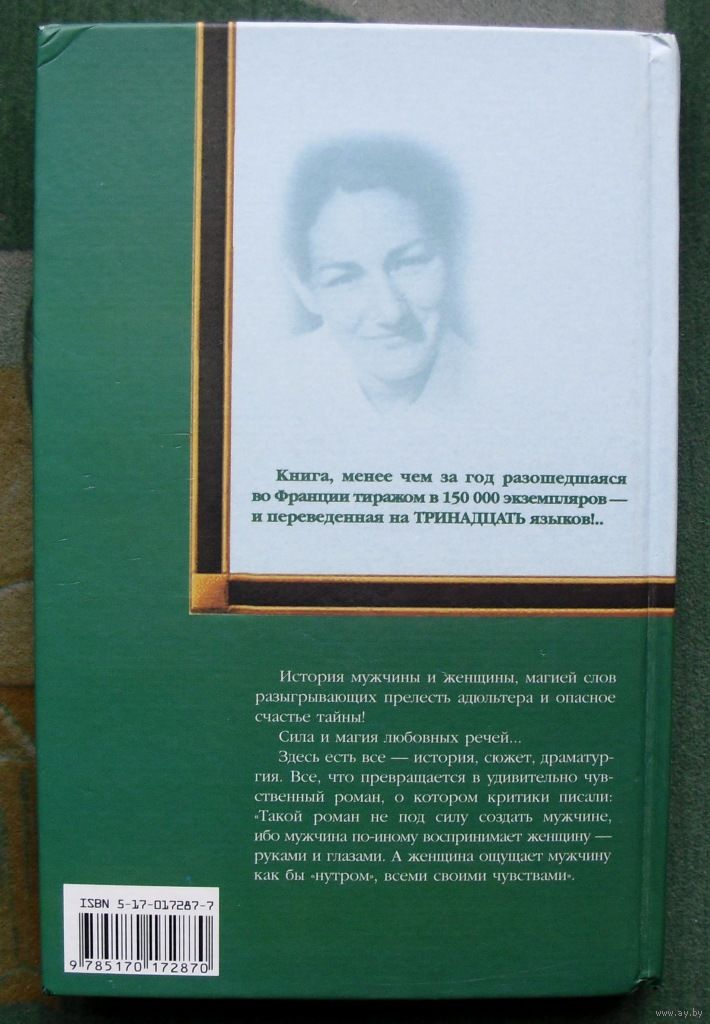 Книга, менее чем за год разошедшаяся
во Франции тиражом в 150 000 экземпляров —
и переведенная на ТРИНАДЦАТЬ языков!..
История мужчины и женщины, магией слов
разыгрывающих прелесть адюльтера и опасное
счастье тайны!
Сила и магия любовных речей...
Здесь есть все — история, сюжет, драматур-
гия. Все, что превращается в удивительно чув-
ственный роман, о котором критики писали:
«Такой роман не под силу создать мужчине,
ибо мужчина по-иному воспринимает женщину —
руками и глазами. А женщина ощущает мужчину
как бы «нутром», всеми своими чувствами».
ISBN 5-17-017287-7
9 785170 172870
www.ay.by